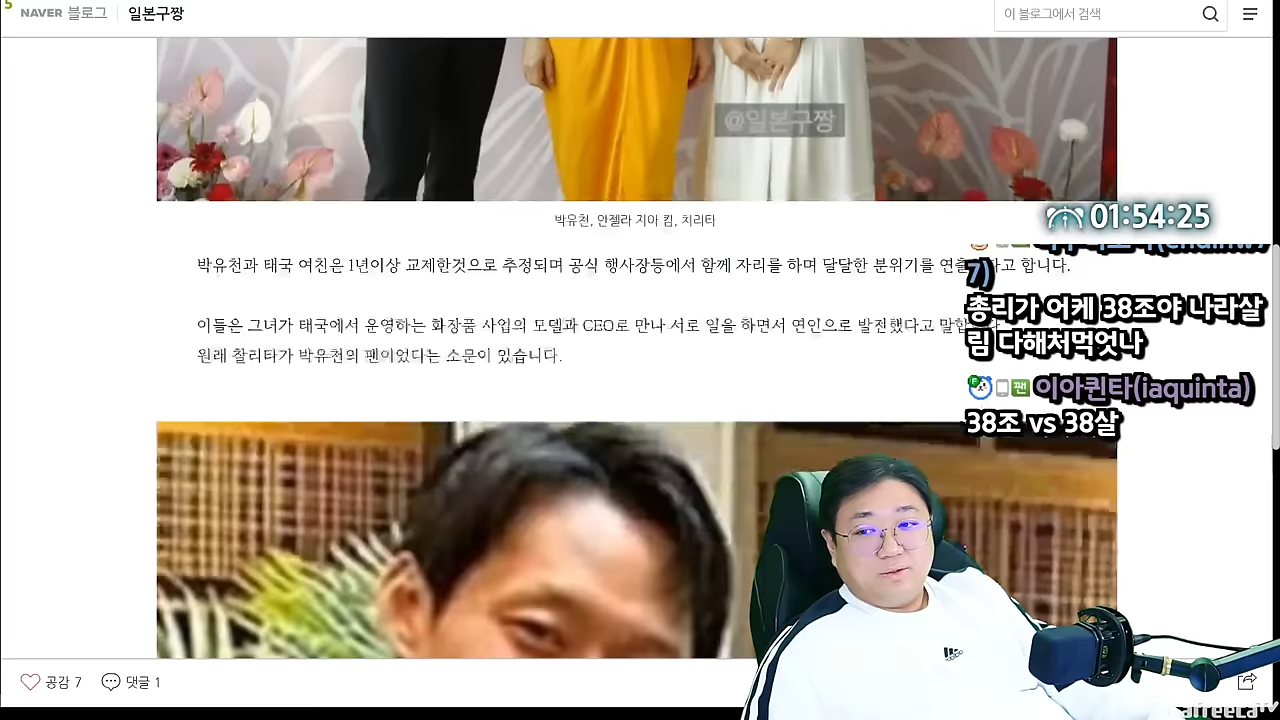 5
NAVER 블로그
일본구짱
이 블로그에서 검색
@일본구짱
박유천, 안젤라 지아 킴, 치리타
01:54:25
박유천과 태국 여친은 1년이상 교제한것으로 추정되며 공식 행사장등에서 함께 자리를 하며 달달한 분위기를 연출 하고 합니다.
7)
총리가 어케 38조야 나라살
림 다해처먹엇나
이들은 그녀가 태국에서 운영하는 화장품 사업의 모델과 CEO로 만나 서로 일을 하면서 연인으로 발전했다고 말합
원래 찰리타가 박유천의 팬이었다는 소문이 있습니다.
F 팬 이아퀸타(iaquinta)
38조 vs 38살
adidas
공감 7
댓글 1
afreecaTV